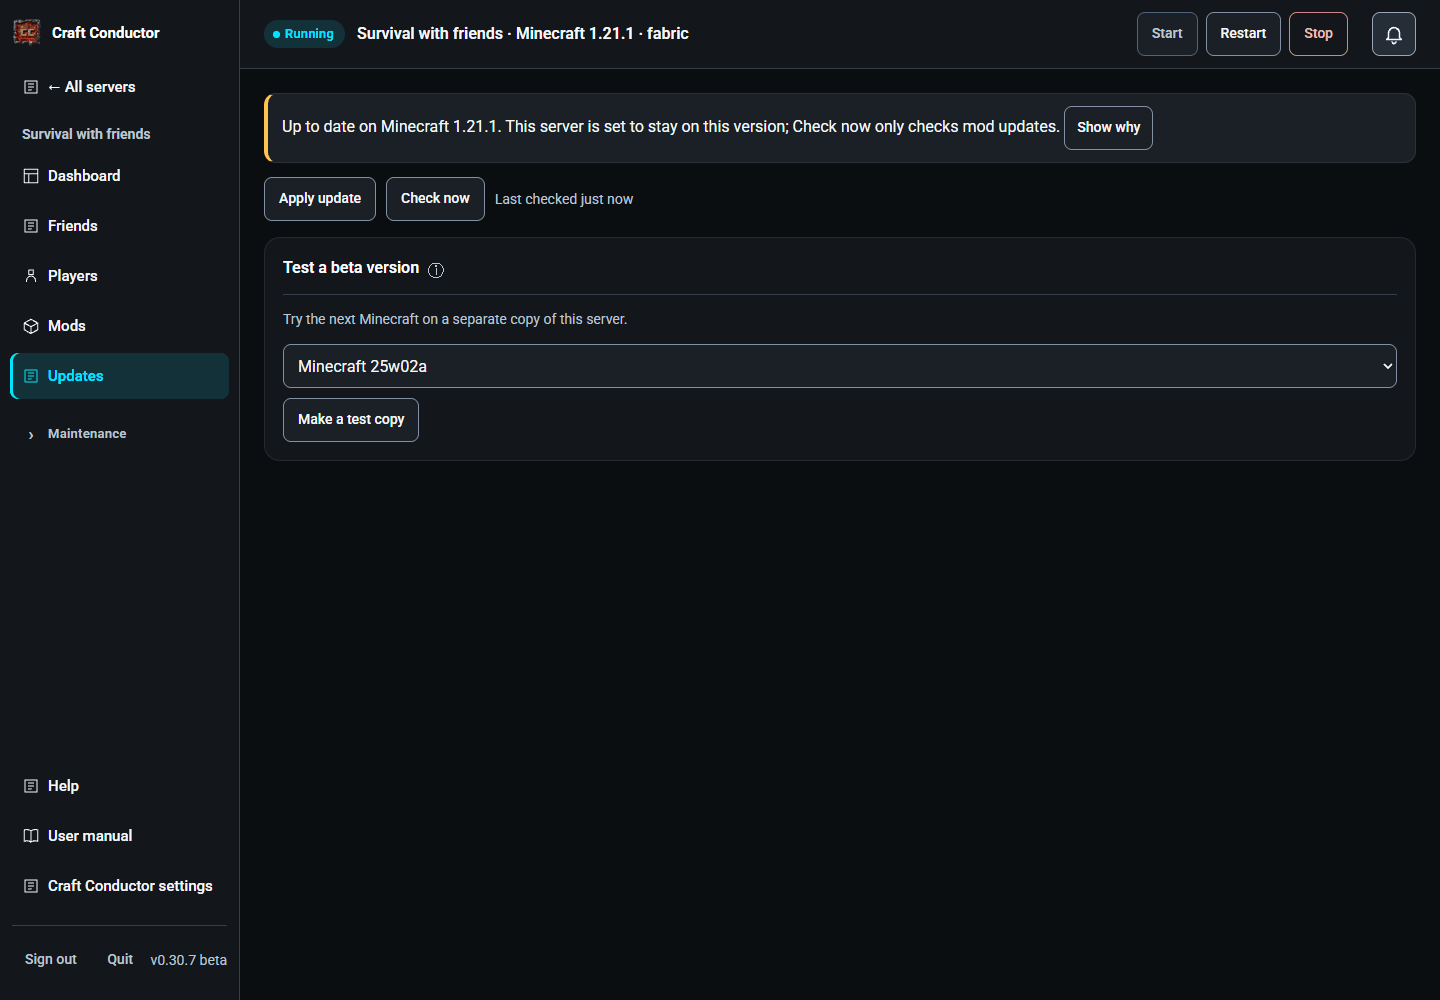 Craft Conductor
← All servers
Survival with friends
Dashboard
Friends
Players
Mods
Updates
› Maintenance
Help
User manual
Craft Conductor settings
Sign out Quit v0.30.7 beta
Running Survival with friends · Minecraft 1.21.1 · fabric Start Restart Stop
Up to date on Minecraft 1.21.1. This server is set to stay on this version; Check now only checks mod updates. Show why
Apply update Check now Last checked just now
Test a beta version
Try the next Minecraft on a separate copy of this server.
Minecraft 25w02a
Make a test copy